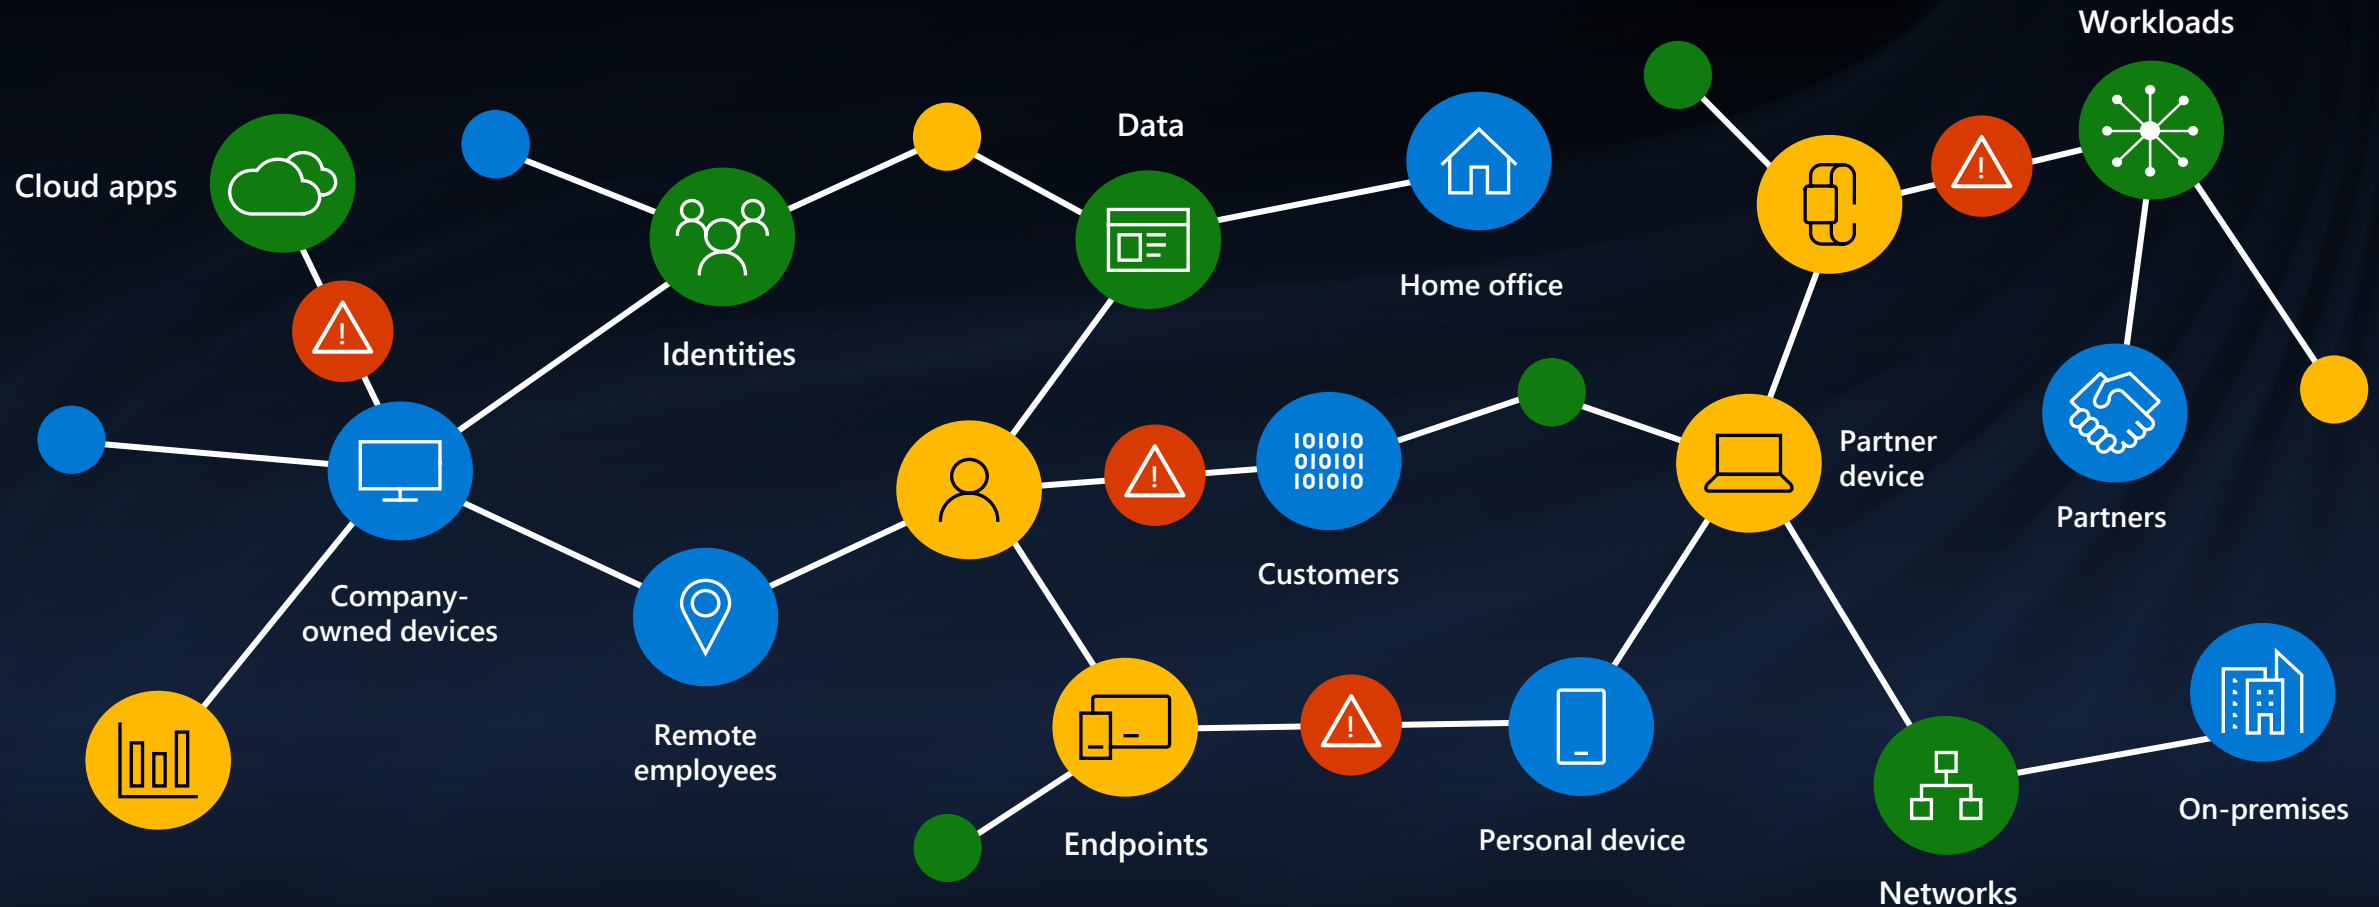 Workloads
Data
Cloud apps
Home office
Identities
Partner
device
101010
010101
101010
Partners
Customers
Company-
owned devices
Remote
employees
On-premises
Endpoints
Personal device
Networks